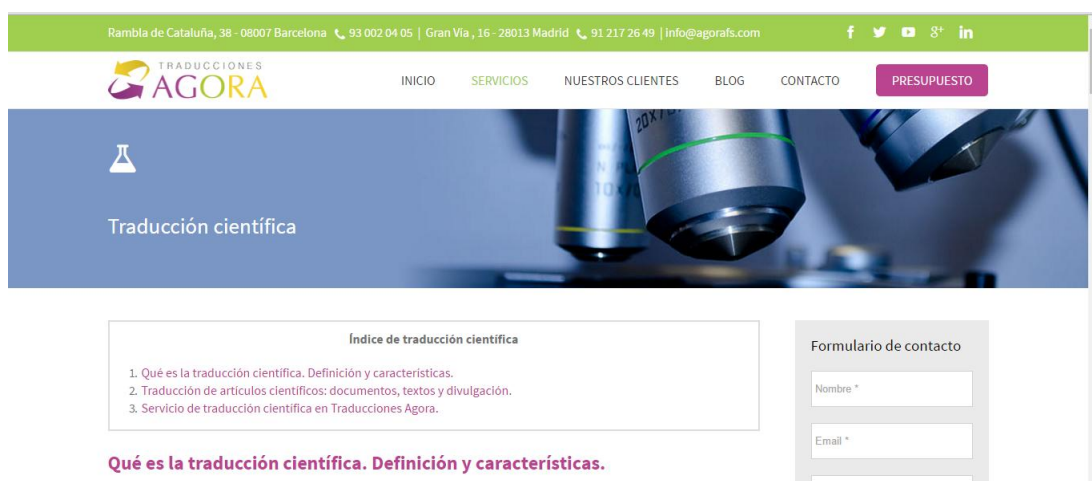 Rambla de Cataluña, 38 - 08007 Barcelona 93 002 04 05 | Gran Via , 16 - 28013 Madrid 91 217 26 49 | info@agorafs.com
TRADUCCIONES
AGORA
INICIO SERVICIOS NUESTROS CLIENTES BLOG CONTACTO PRESUPUESTO
Traducción científica
Índice de traducción científica
1. Qué es la traducción científica. Definición y características.
2. Traducción de artículos científicos: documentos, textos y divulgación.
3. Servicio de traducción científica en Traducciones Agora.
Qué es la traducción científica. Definición y características.
Formulario de contacto
Nombre *
Email *